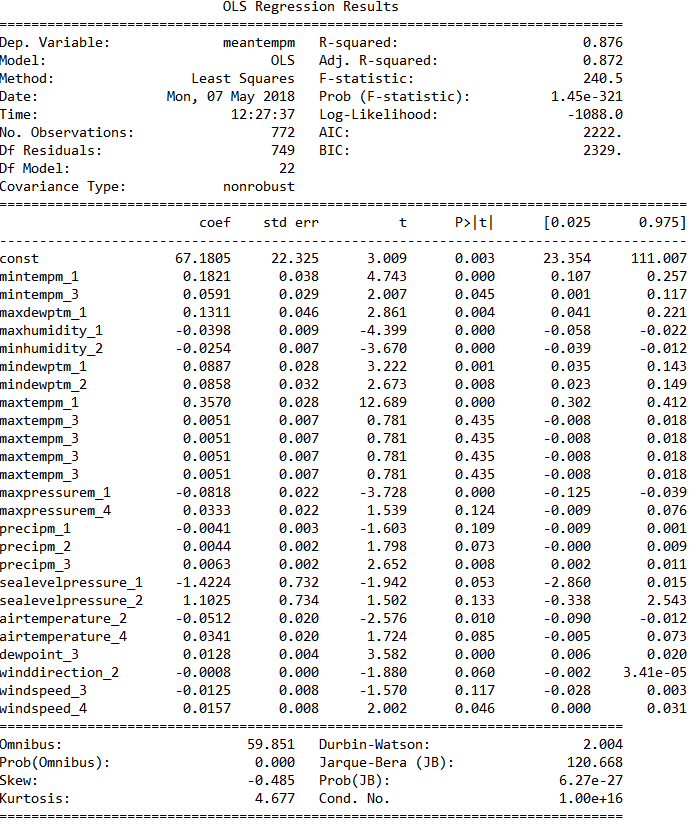 OLS Regression Results
==============================================================================
Dep. Variable: meantempm R-squared: 0.876
Model: OLS Adj. R-squared: 0.872
Method: Least Squares F-statistic: 240.5
Date: Mon, 07 May 2018 Prob (F-statistic): 1.45e-321
Time: 12:27:37 Log-Likelihood: -1088.0
No. Observations: 772 AIC: 2222.
Df Residuals: 749 BIC: 2329.
Df Model: 22
Covariance Type: nonrobust
======================================================================================
coef std err t P>|t| [0.025 0.975]
--------------------------------------------------------------------------------------
const 67.1805 22.325 3.009 0.003 23.354 111.007
mintempm_1 0.1821 0.038 4.743 0.000 0.107 0.257
mintempm_3 0.0591 0.029 2.007 0.045 0.001 0.117
maxdewptm_1 0.1311 0.046 2.861 0.004 0.041 0.221
maxhumidity_1 -0.0398 0.009 -4.399 0.000 -0.058 -0.022
minhumidity_2 -0.0254 0.007 -3.670 0.000 -0.039 -0.012
mindewptm_1 0.0887 0.028 3.222 0.001 0.035 0.143
mindewptm_2 0.0858 0.032 2.673 0.008 0.023 0.149
maxtempm_1 0.3570 0.028 12.689 0.000 0.302 0.412
maxtempm_3 0.0051 0.007 0.781 0.435 -0.008 0.018
maxtempm_3 0.0051 0.007 0.781 0.435 -0.008 0.018
maxtempm_3 0.0051 0.007 0.781 0.435 -0.008 0.018
maxtempm_3 0.0051 0.007 0.781 0.435 -0.008 0.018
maxpressurem_1 -0.0818 0.022 -3.728 0.000 -0.125 -0.039
maxpressurem_4 0.0333 0.022 1.539 0.124 -0.009 0.076
precipm_1 -0.0041 0.003 -1.603 0.109 -0.009 0.001
precipm_2 0.0044 0.002 1.798 0.073 -0.000 0.009
precipm_3 0.0063 0.002 2.652 0.008 0.002 0.011
sealevelpressure_1 -1.4224 0.732 -1.942 0.053 -2.860 0.015
sealevelpressure_2 1.1025 0.734 1.502 0.133 -0.338 2.543
airtemperature_2 -0.0512 0.020 -2.576 0.010 -0.090 -0.012
airtemperature_4 0.0341 0.020 1.724 0.085 -0.005 0.073
dewpoint_3 0.0128 0.004 3.582 0.000 0.006 0.020
winddirection_2 -0.0008 0.000 -1.880 0.060 -0.002 3.41e-05
windspeed_3 -0.0125 0.008 -1.570 0.117 -0.028 0.003
windspeed_4 0.0157 0.008 2.002 0.046 0.000 0.031
==============================================================================
Omnibus: 59.851 Durbin-Watson: 2.004
Prob(Omnibus): 0.000 Jarque-Bera (JB): 120.668
Skew: -0.485 Prob(JB): 6.27e-27
Kurtosis: 4.677 Cond. No. 1.00e+16
==============================================================================